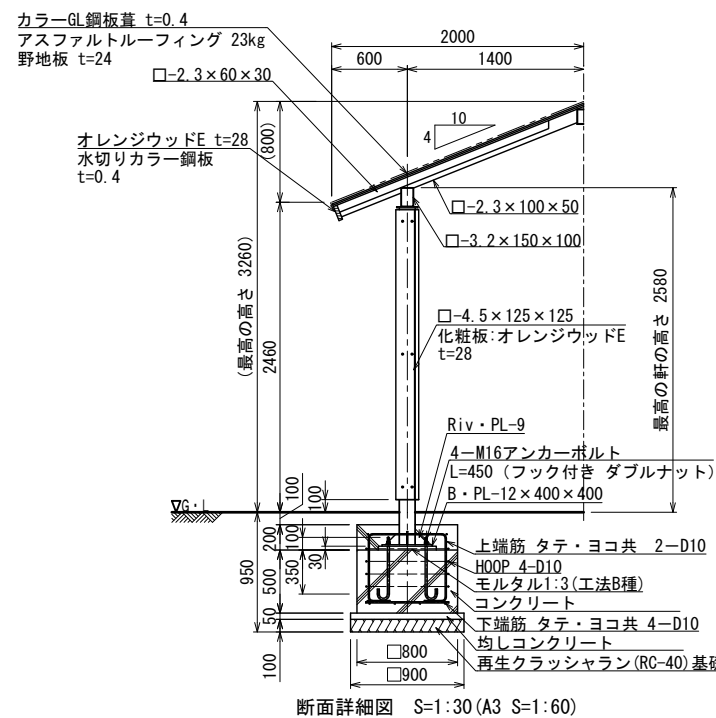 カラーGL鋼板葺 t=0.4
アスファルトルーフィング 23kg
野地板 t=24
□-2.3×60×30
2000
600
1400
10
4
(800)
オレンジウッドE t=28
水切りカラー鋼板
t=0.4
□-2.3×100×50
□-3.2×150×100
(最高の高さ 3260)
2460
最高の軒の高さ 2580
□-4.5×125×125
化粧板:オレンジウッドE
t=28
Riv・PL-9
4-M16アンカーボルト
L=450 (フック付き ダブルナット)
B・PL-12×400×400
▽G・L
100
100
200
100
30
350
500
950
50
100
上端筋 タテ・ヨコ共 2-D10
HOOP 4-D10
モルタル1:3(工法B種)
コンクリート
下端筋 タテ・ヨコ共 4-D10
均しコンクリート
再生クラッシャラン(RC-40)基礎
□800
□900
断面詳細図 S=1:30(A3 S=1:60)